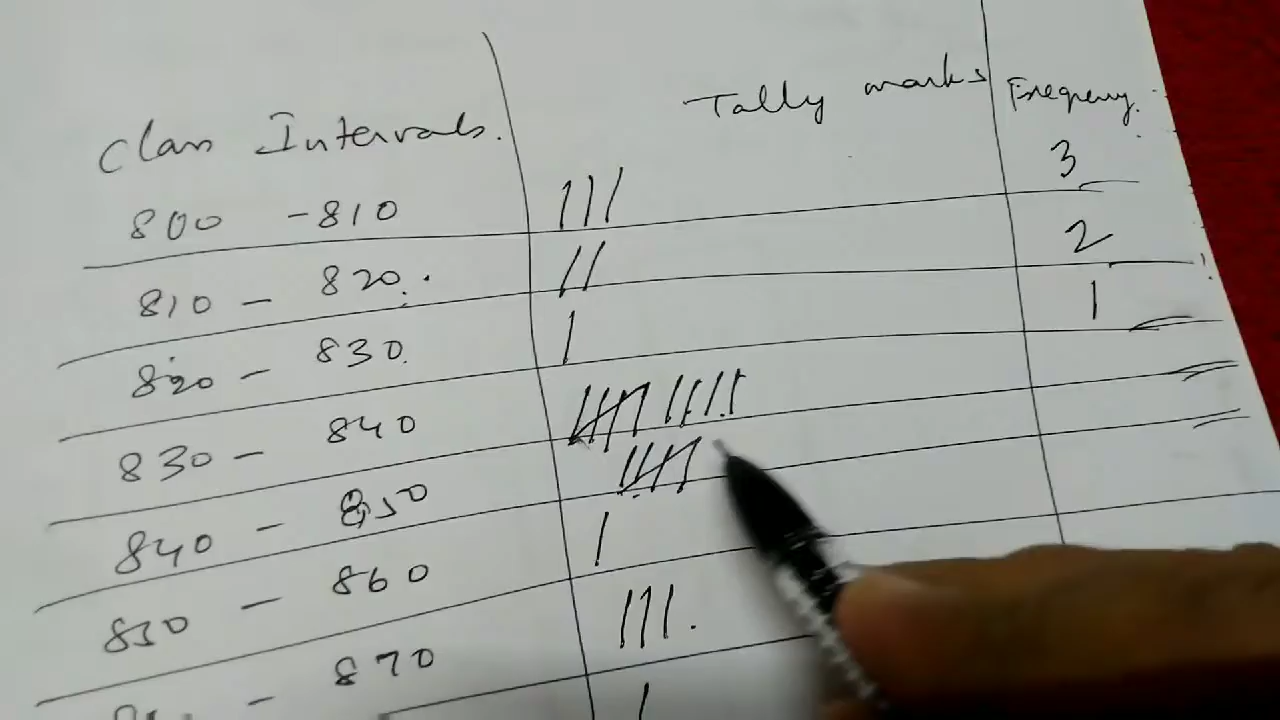 Class Intervals. Tally marks Frequency.
800 - 810 ||| 3
810 - 820. || 2
820 - 830. | 1
830 - 840 |||| ||||
840 - 850 ||||
850 - 860 |
- 870 |||.
|